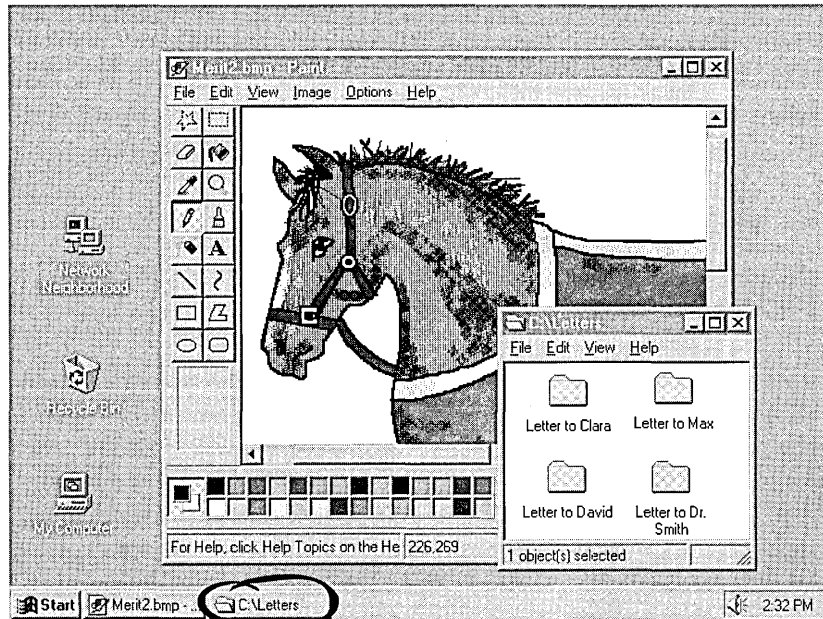 Merit2.bmp - Paint
File Edit View Image Options Help
A
Network
Neighborhood
Recycle Bin
My Computer
C:\Letters
File Edit View Help
Letter to Clara
Letter to Max
Letter to David
Letter to Dr.
Smith
1 object(s) selected
For Help, click Help Topics on the He
226,269
Start
Merit2.bmp - ...
C:\Letters
2:32 PM